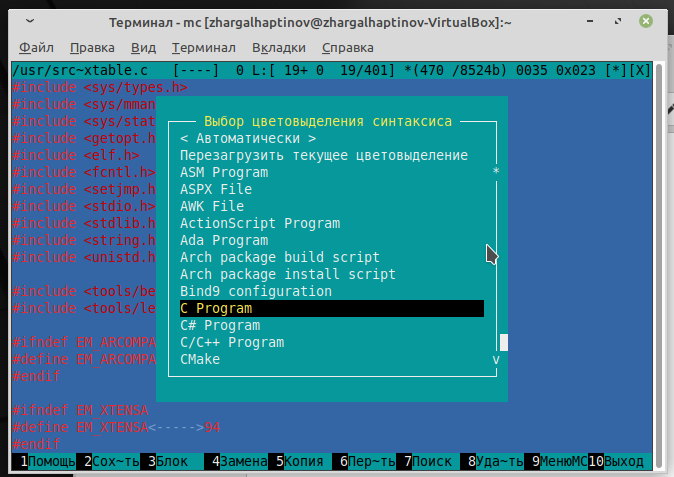 Терминал - mc [zhargalhaptinov@zhargalhaptinov-VirtualBox]:~
Файл Правка Вид Терминал Вкладки Справка
/usr/src~xtable.c [----] 0 L:[ 19+ 0 19/401] *(470 /8524b) 0035 0x023 [*][X]
#include <sys/types.h>
#include <sys/mman
#include <sys/stat
#include <getopt.h
#include <elf.h>
#include <fcntl.h>
#include <setjmp.h
#include <stdio.h>
#include <stdlib.h
#include <string.h
#include <unistd.h
#include <tools/be
#include <tools/le
#ifndef EM_ARCOMPA
#define EM_ARCOMPA
#endif
#ifndef EM_XTENSA
#define EM_XTENSA<----->94
#endif
Выбор цветовыделения синтаксиса
< Автоматически >
Перезагрузить текущее цветовыделение
ASM Program *
ASPX File
AWK File
ActionScript Program
Ada Program
Arch package build script
Arch package install script
Bind9 configuration
C Program
C# Program
C/C++ Program
CMake v
1Помощь 2Сох~ть 3Блок 4Замена 5Копия 6Пер~ть 7Поиск 8Уда~ть 9МенюMC 10Выход